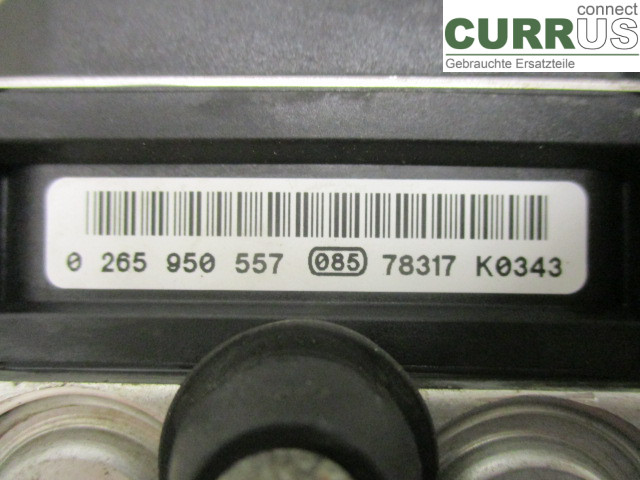 connect
CURRUS
Gebrauchte Ersatzteile
0 265 950 557 085 78317 K0343